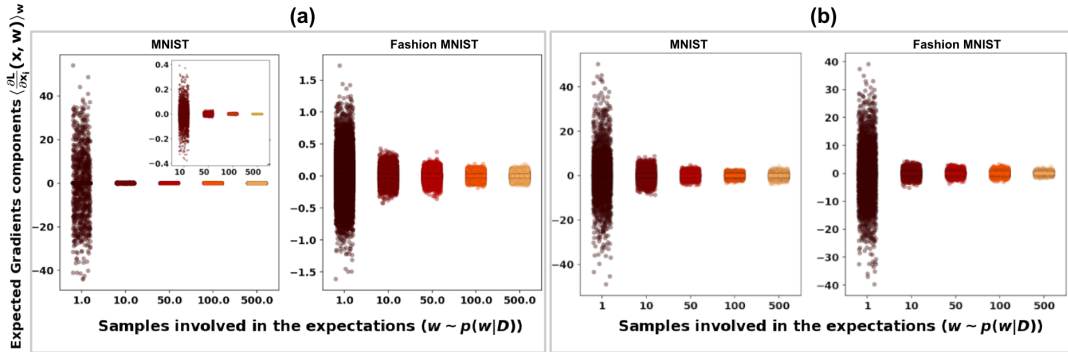 (a)
(b)
Expected Gradients components ⟨∂L/∂xᵢ(x, w)⟩w
MNIST
Fashion MNIST
MNIST
Fashion MNIST
40
20
0
−20
−40
0.4
0.2
0.0
−0.2
−0.4
10 50 100 500
1.0 10.0 50.0 100.0 500.0
1.5
1.0
0.5
0.0
−0.5
−1.0
−1.5
1.0 10.0 50.0 100.0 500.0
40
20
0
−20
−40
1 10 50 100 500
40
30
20
10
0
−10
−20
−30
−40
1 10 50 100 500
Samples involved in the expectations (w ~ p(w|D))
Samples involved in the expectations (w ~ p(w|D))